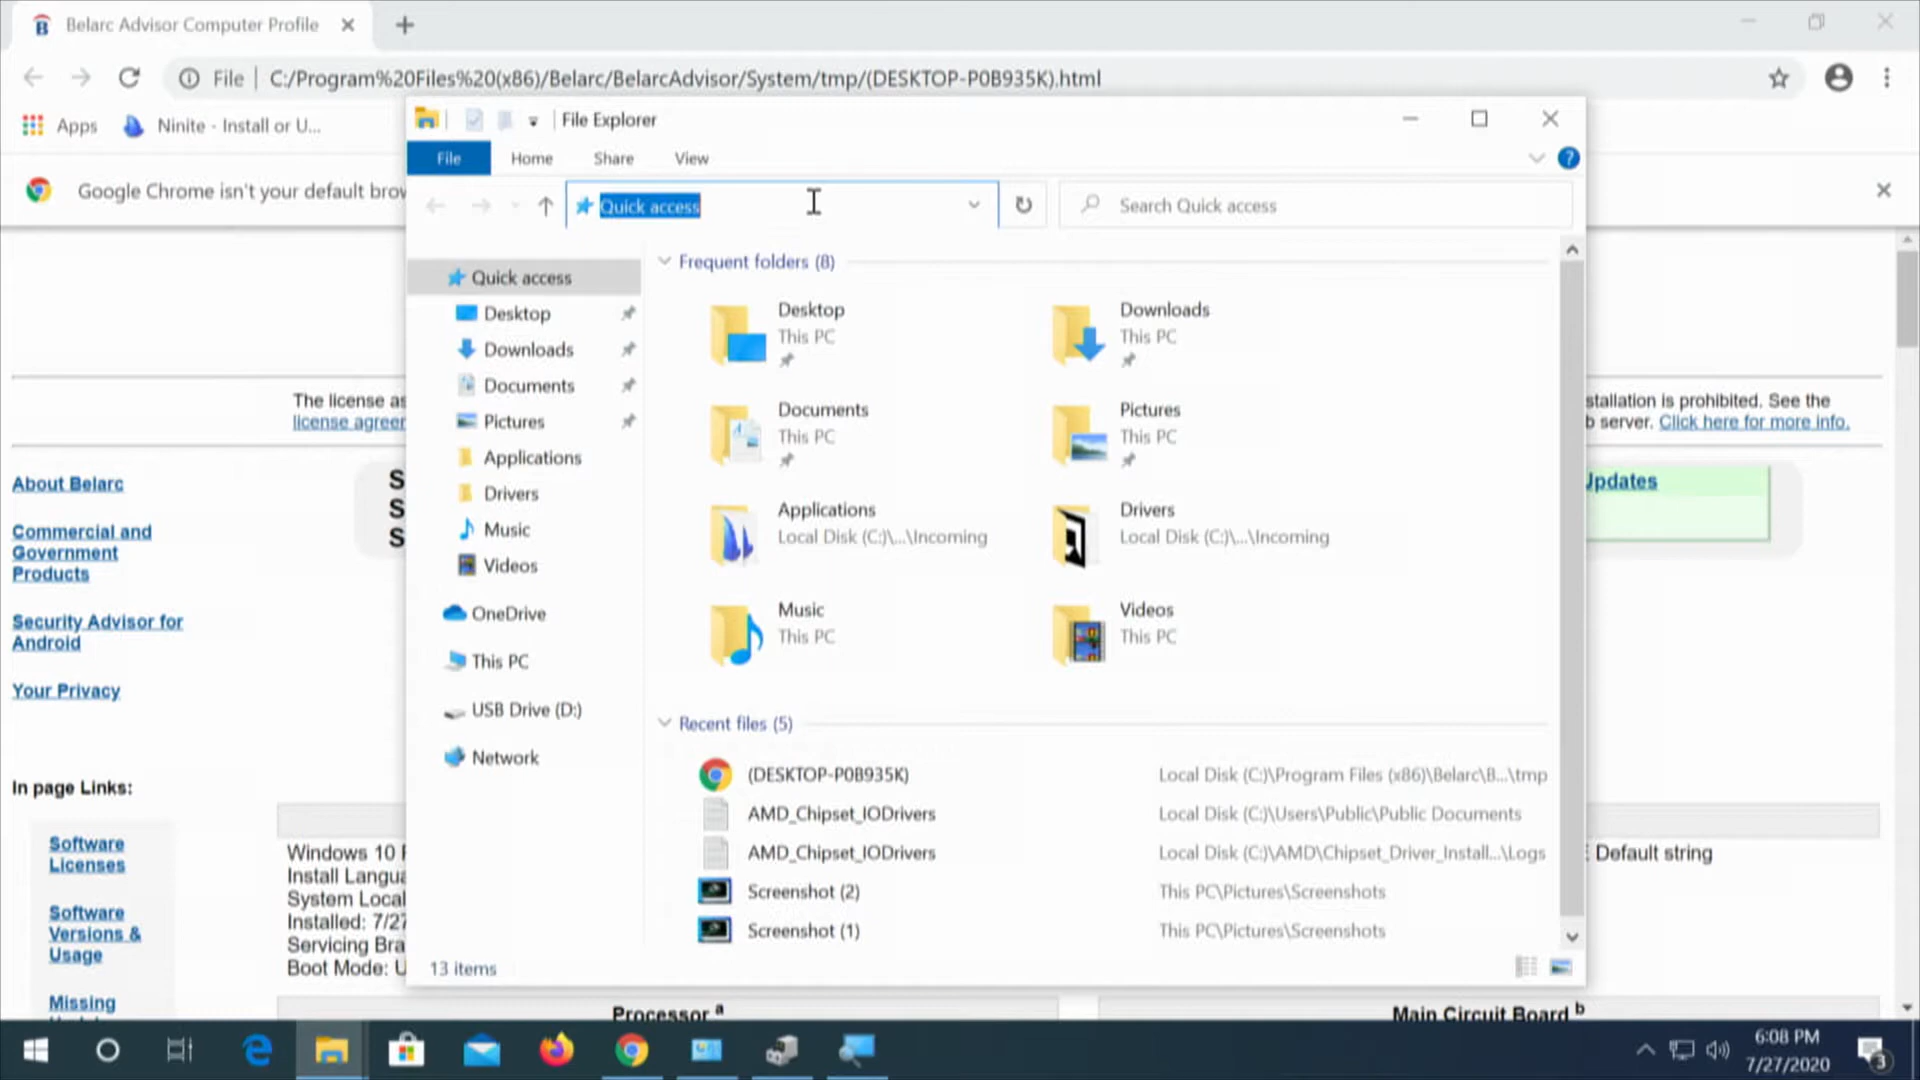 Belarc Advisor Computer Profile
File | C:/Program%20Files%20(x86)/Belarc/BelarcAdvisor/System/tmp/(DESKTOP-P0B935K).html
Apps Ninite - Install or U...
Google Chrome isn't your default brow
File Explorer
File Home Share View
Quick access
Search Quick access
Quick access
Desktop
Downloads
Documents
Pictures
Applications
Drivers
Music
Videos
OneDrive
This PC
USB Drive (D:)
Network
Frequent folders (8)
Desktop
This PC
Downloads
This PC
Documents
This PC
Pictures
This PC
Applications
Local Disk (C:)\...\Incoming
Drivers
Local Disk (C:)\...\Incoming
Music
This PC
Videos
This PC
Recent files (5)
(DESKTOP-P0B935K) Local Disk (C:)\Program Files (x86)\Belarc\B...\tmp
AMD_Chipset_IODrivers Local Disk (C:)\Users\Public\Public Documents
AMD_Chipset_IODrivers Local Disk (C:)\AMD\Chipset_Driver_Install...\Logs
Screenshot (2) This PC\Pictures\Screenshots
Screenshot (1) This PC\Pictures\Screenshots
13 items
The license as
license agreer
stallation is prohibited. See the
b server. Click here for more info.
About Belarc
Commercial and
Government
Products
Security Advisor for
Android
Your Privacy
In page Links:
Software
Licenses
Software
Versions &
Usage
Missing
S
S
S
Updates
Windows 10
Install Langua
System Local
Installed: 7/27
Servicing Bra
Boot Mode: U
Default string
Processor a
Main Circuit Board b
6:08 PM
7/27/2020
3